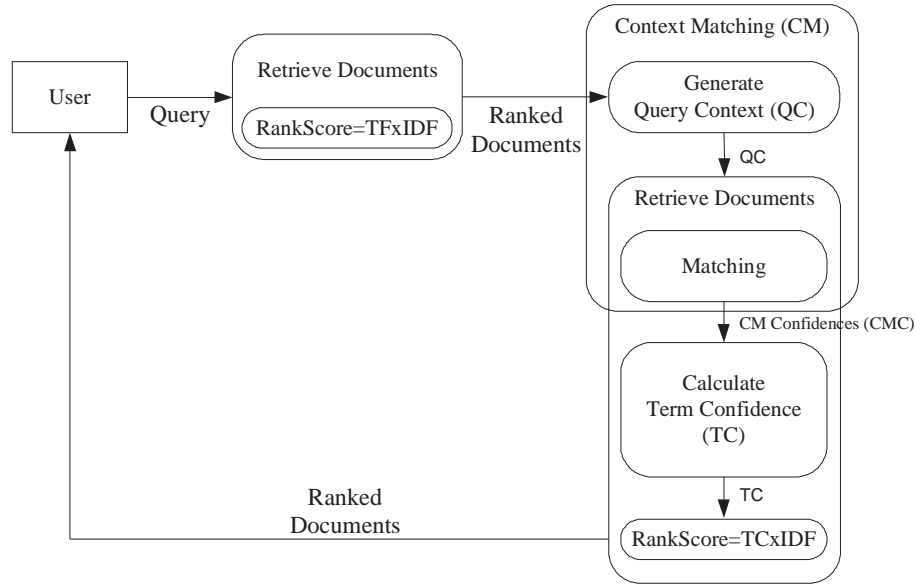 Context Matching (CM)
User
Query
Retrieve Documents
RankScore=TFxIDF
Ranked
Documents
Generate
Query Context (QC)
QC
Retrieve Documents
Matching
CM Confidences (CMC)
Calculate
Term Confidence
(TC)
TC
RankScore=TCxIDF
Ranked
Documents